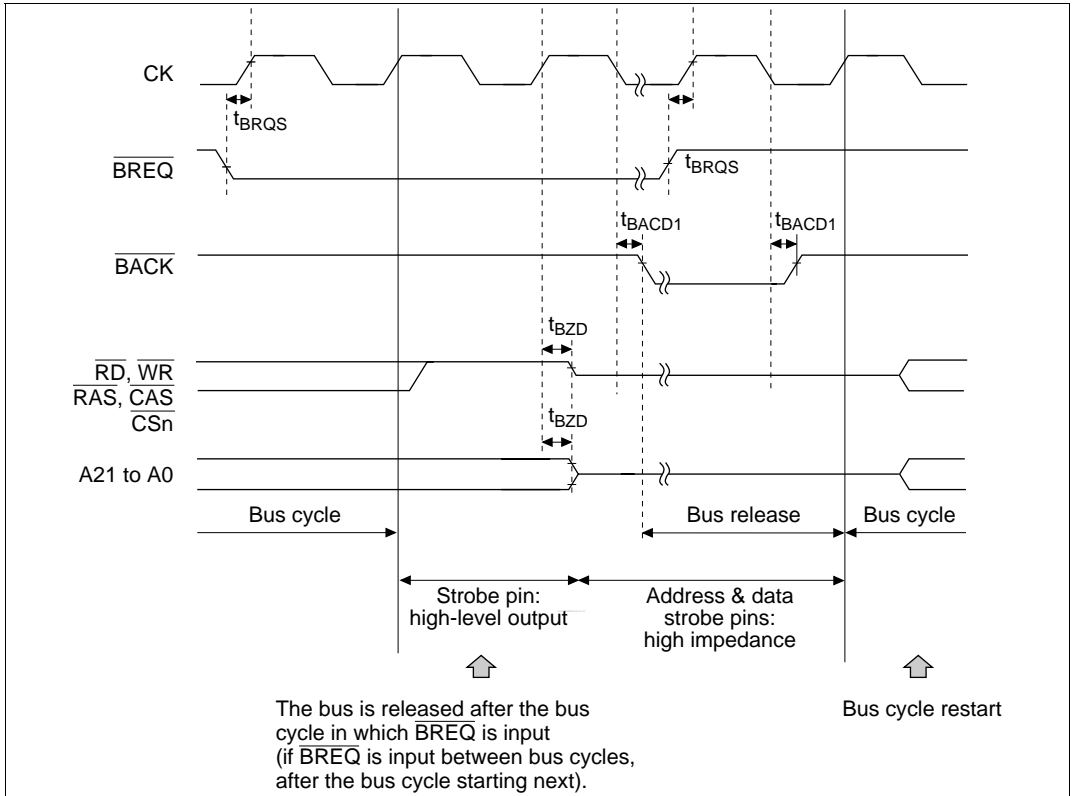 CK
tBRQS
BREQ
tBRQS
tBACD1
tBACD1
BACK
tBZD
RD, WR
RAS, CAS
CSn
tBZD
A21 to A0
Bus cycle
Bus release
Bus cycle
Strobe pin:
high-level output
Address & data
strobe pins:
high impedance
The bus is released after the bus
cycle in which BREQ is input
(if BREQ is input between bus cycles,
after the bus cycle starting next).
Bus cycle restart